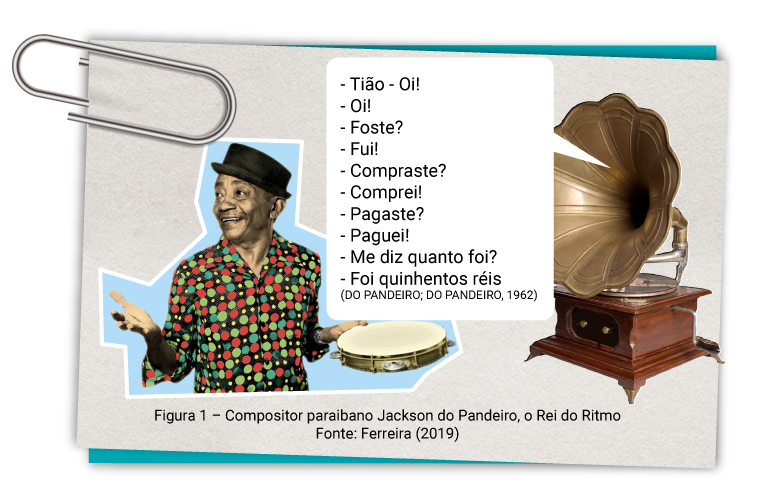 - Tião - Oi!
- Oi!
- Foste?
- Fui!
- Compraste?
- Comprei!
- Pagaste?
- Paguei!
- Me diz quanto foi?
- Foi quinhentos réis
(DO PANDEIRO; DO PANDEIRO, 1962)
Figura 1 – Compositor paraibano Jackson do Pandeiro, o Rei do Ritmo
Fonte: Ferreira (2019)